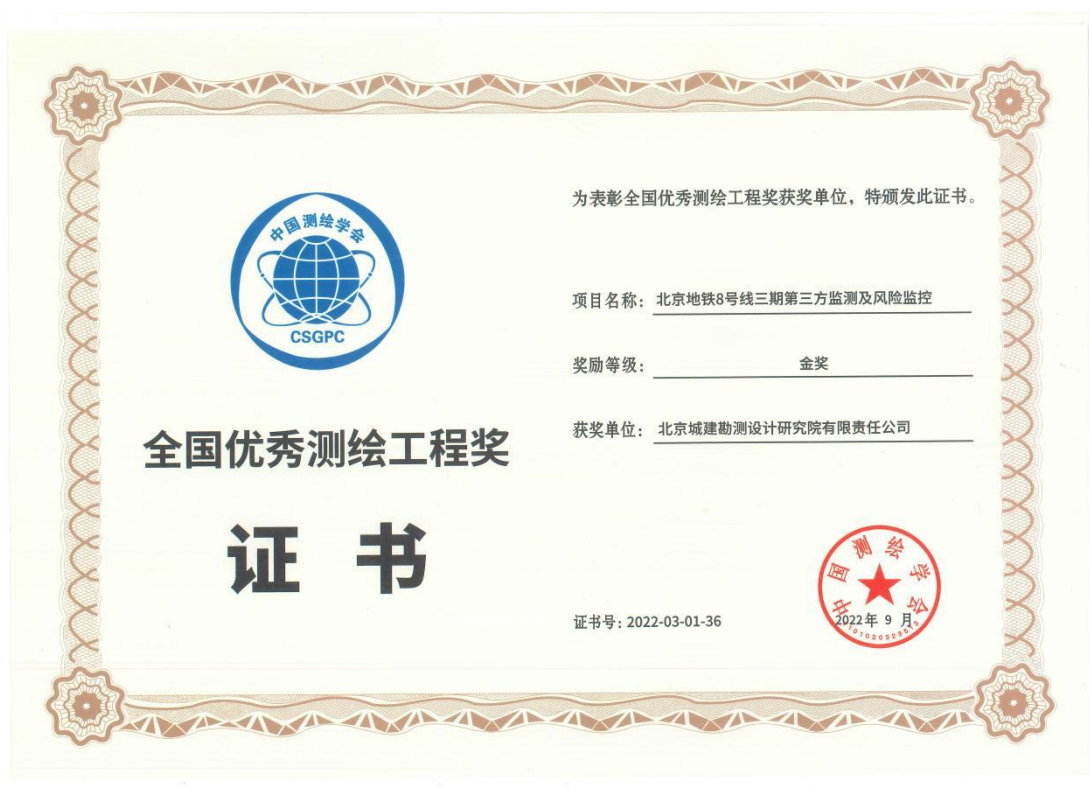 中国测绘学会
CSGPC
全国优秀测绘工程奖
证书
为表彰全国优秀测绘工程奖获奖单位，特颁发此证书。
项目名称：北京地铁8号线三期第三方监测及风险监控
奖励等级：金奖
获奖单位：北京城建勘测设计研究院有限责任公司
证书号：2022-03-01-36
中国测绘学会
2022年 9 月